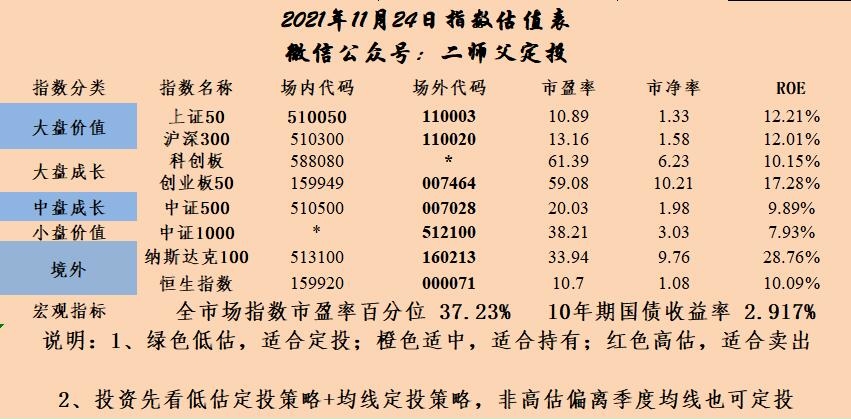 2021年11月24日指数估值表
微信公众号：二师父定投
指数分类 指数名称 场内代码 场外代码 市盈率 市净率 ROE
大盘价值 上证50 510050 110003 10.89 1.33 12.21%
沪深300 510300 110020 13.16 1.58 12.01%
大盘成长 科创板 588080 * 61.39 6.23 10.15%
创业板50 159949 007464 59.08 10.21 17.28%
中盘成长 中证500 510500 007028 20.03 1.98 9.89%
小盘价值 中证1000 * 512100 38.21 3.03 7.93%
境外 纳斯达克100 513100 160213 33.94 9.76 28.76%
恒生指数 159920 000071 10.7 1.08 10.09%
宏观指标 全市场指数市盈率百分位 37.23% 10年期国债收益率 2.917%
说明：1、绿色低估，适合定投；橙色适中，适合持有；红色高估，适合卖出
2、投资先看低估定投策略+均线定投策略，非高估偏离季度均线也可定投